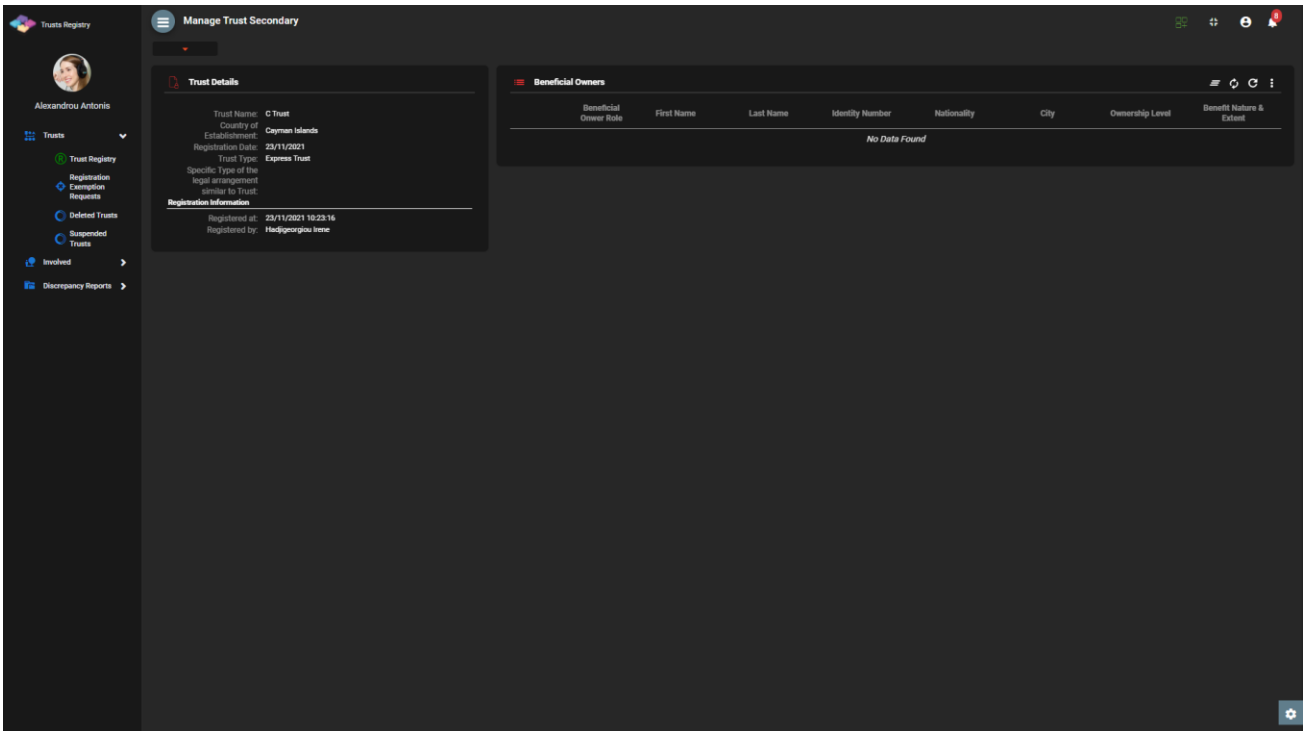 Trusts Registry
Manage Trust Secondary
0
Alexandrou Antonis
Trusts
Trust Registry
Registration
Exemption
Requests
Deleted Trusts
Suspended
Trusts
Involved
Discrepancy Reports
Trust Details
Trust Name: C Trust
Country of
Establishment: Cayman Islands
Registration Date: 23/11/2021
Trust Type: Express Trust
Specific Type of the
legal arrangement
similar to Trust:
Registration Information
Registered at: 23/11/2021 10:23:16
Registered by: Hadjigeorgiou Irene
Beneficial Owners
Beneficial
Onwer Role
First Name
Last Name
Identity Number
Nationality
City
Ownership Level
Benefit Nature &
Extent
No Data Found